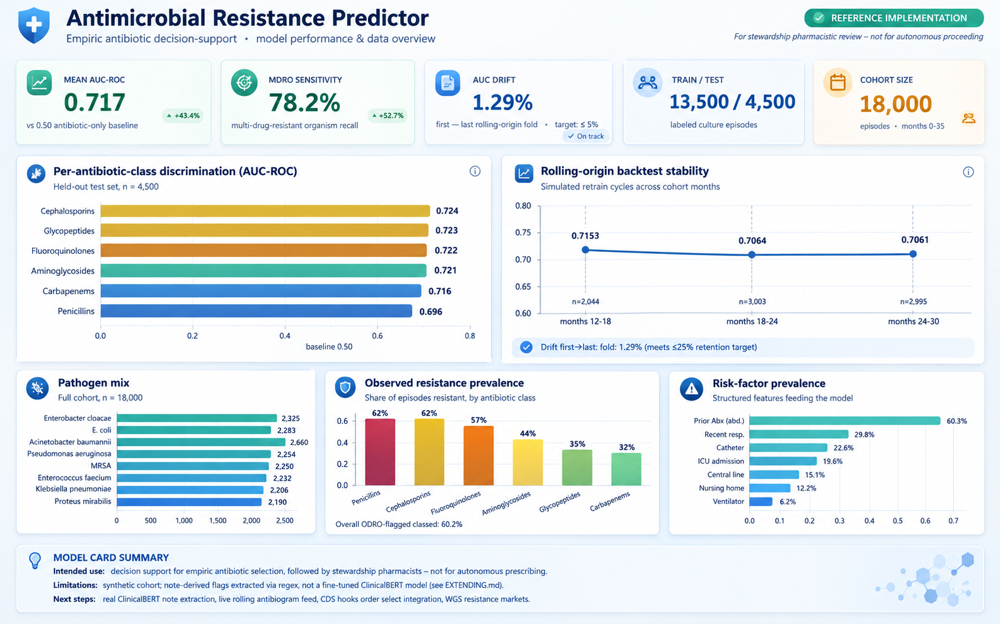 Antimicrobial Resistance Predictor
Empiric antibiotic decision-support • model performance & data overview
REFERENCE IMPLEMENTATION
For stewardship pharmacistic review – not for autonomous proceeding
MEAN AUC-ROC
0.717
+43.4%
vs 0.50 antibiotic-only baseline
MDRO SENSITIVITY
78.2%
+52.7%
multi-drug-resistant organism recall
AUC DRIFT
1.29%
first — last rolling-origin fold • target: ≤ 5%
On track
TRAIN / TEST
13,500 / 4,500
labeled culture episodes
COHORT SIZE
18,000
episodes • months 0-35
Per-antibiotic-class discrimination (AUC-ROC)
Held-out test set, n = 4,500
Cephalosporins 0.724
Glycopeptides 0.723
Fluoroquinolones 0.722
Aminoglycosides 0.721
Carbapenems 0.716
Penicillins 0.696
0.0 0.2 0.4 0.6 0.8
baseline 0.50
Rolling-origin backtest stability
Simulated retrain cycles across cohort months
0.80
0.75
0.70
0.65
0.60
0.7153 0.7064 0.7061
n=2,044 n=3,003 n=2,995
months 12-18 months 18-24 months 24-30
Drift first→last: fold: 1.29% (meets ≤25% retention target)
Pathogen mix
Full cohort, n = 18,000
Enterobacter cloacae 2,325
E. coli 2,283
Acinetobacter baumannii 2,660
Pseudomonas aeruginosa 2,254
MRSA 2,250
Enterococcus faecium 2,232
Klebsiella pneumoniae 2,206
Proteus mirabilis 2,190
0 500 1,000 1,500 2,000 2,500
Observed resistance prevalence
Share of episodes resistant, by antibiotic class
0.6
0.4
0.2
0.0
62% 62% 57% 44% 35% 32%
Penicillins Cephalosporins Fluoroquinolones Aminoglycosides Glycopeptides Carbapenems
Overall ODRO-flagged classed: 60.2%
Risk-factor prevalence
Structured features feeding the model
Prior Abx (abd.) 60.3%
Recent resp. 29.8%
Catheter 22.6%
ICU admission 19.6%
Central line 15.1%
Nursing home 12.2%
Ventilator 6.2%
0.0 0.1 0.2 0.3 0.4 0.5 0.6 0.7
MODEL CARD SUMMARY
Intended use: decision support for empiric antibiotic selection, followed by stewardship pharmacists – not for autonomous prescribing.
Limitations: synthetic cohort; note-derived flags extracted via regex, not a fine-tuned ClinicalBERT model (see EXTENDING.md).
Next steps: real ClinicalBERT note extraction, live rolling antibiogram feed, CDS hooks order select integration, WGS resistance markets.